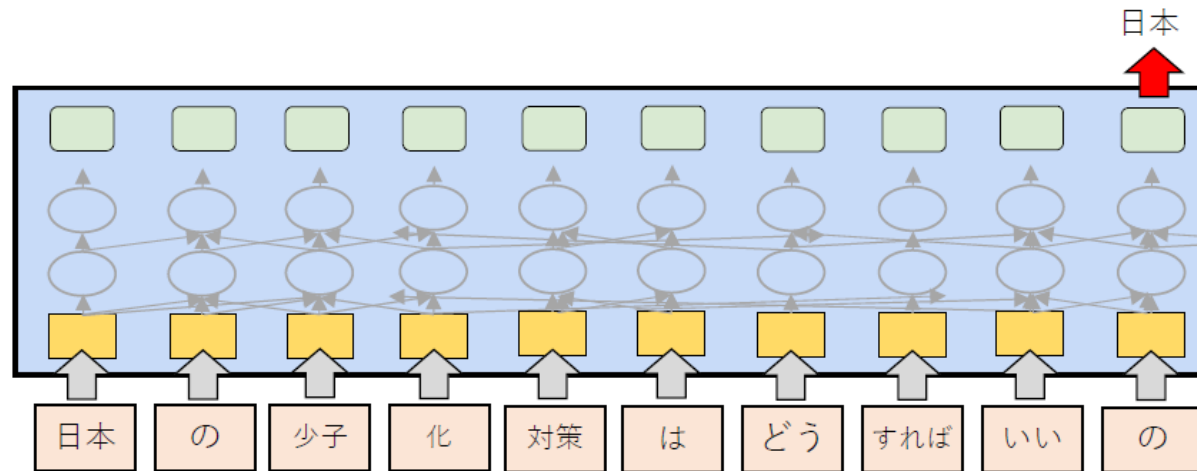 日本
日本 の 少子 化 対策 は どう すれば いい の